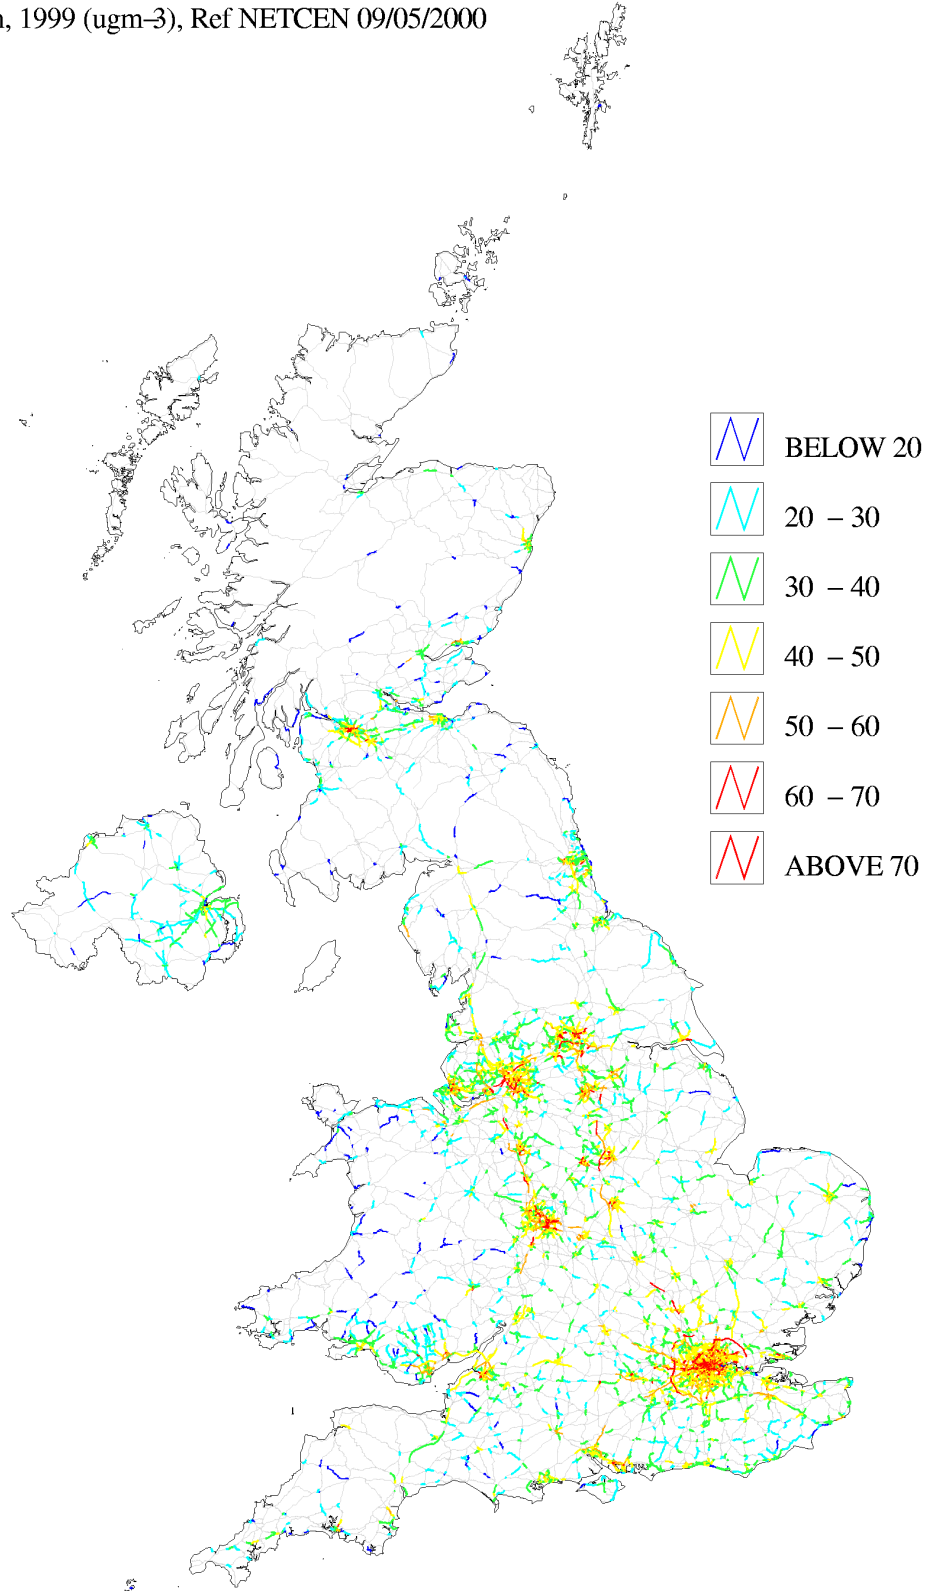 , 1999 (ugm–3), Ref NETCEN 09/05/2000
BELOW 20
20 – 30
30 – 40
40 – 50
50 – 60
60 – 70
ABOVE 70